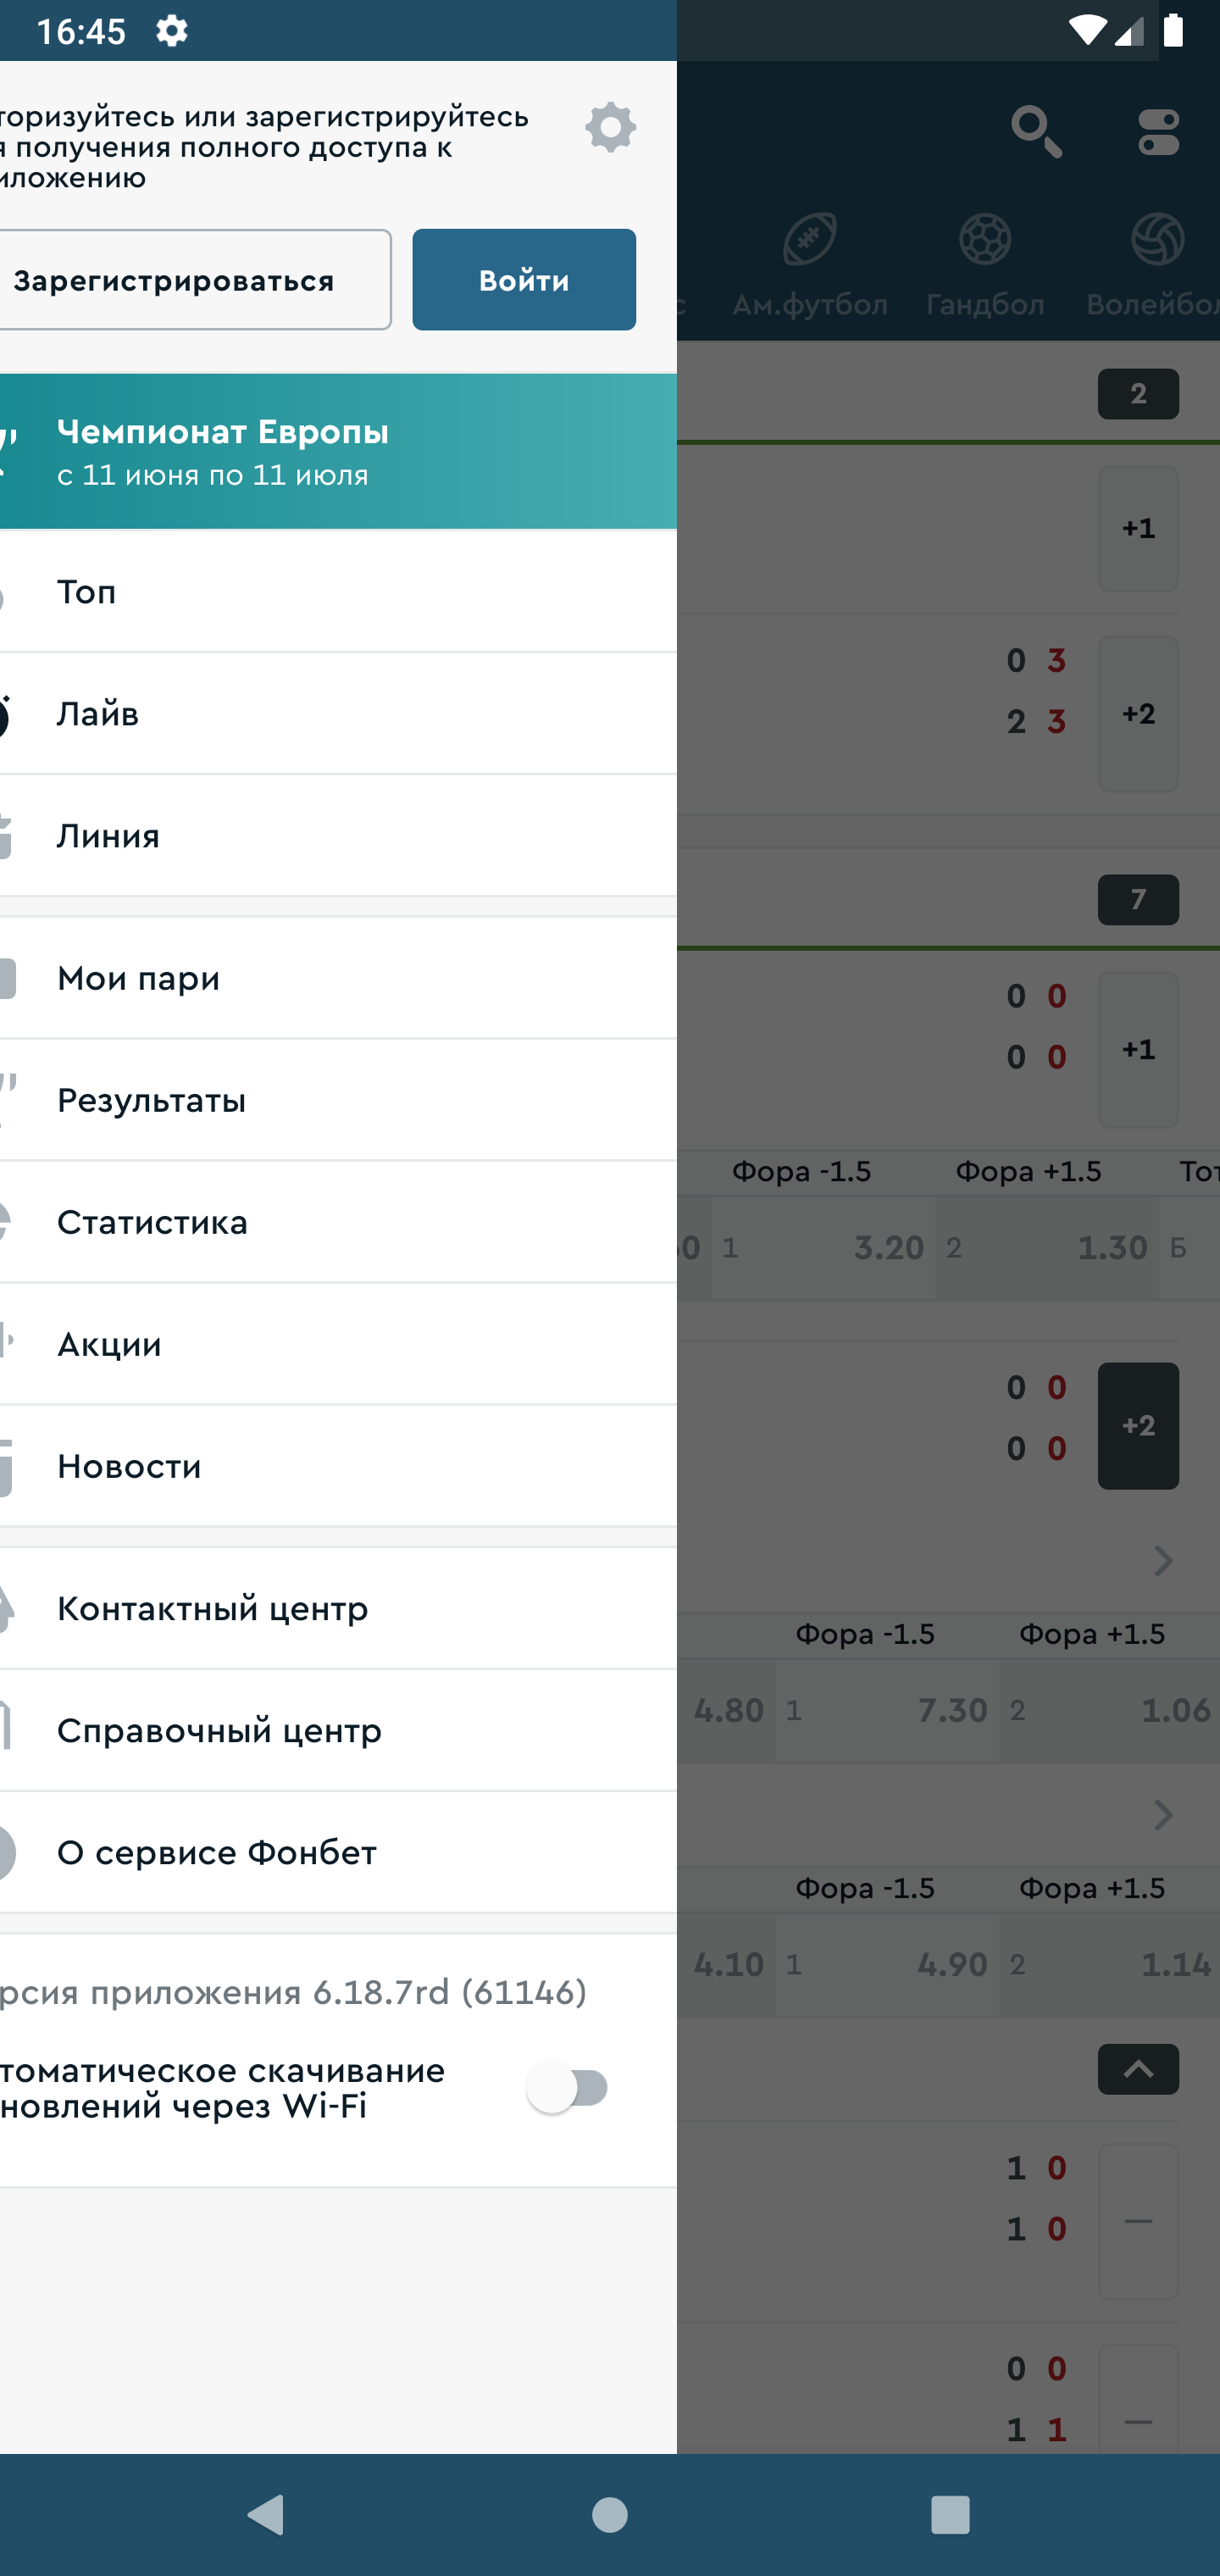 16:45
торизуйтесь или зарегистрируйтесь
я получения полного доступа к
иложению
Зарегистрироваться
Войти
Чемпионат Европы
с 11 июня по 11 июля
Топ
Лайв
Линия
Мои пари
Результаты
Статистика
Акции
Новости
Контактный центр
Справочный центр
О сервисе Фонбет
рсия приложения 6.18.7rd (61146)
томатическое скачивание
новлений через Wi-Fi
с Ам.футбол Гандбол Волейбол
2
+1
0 3
+2
2 3
7
0 0
+1
0 0
Фора -1.5 Фора +1.5 Тот
0 1 3.20 2 1.30 Б
0 0
+2
0 0
Фора -1.5 Фора +1.5
4.80 1 7.30 2 1.06
Фора -1.5 Фора +1.5
4.10 1 4.90 2 1.14
1 0
–
1 0
0 0
–
1 1